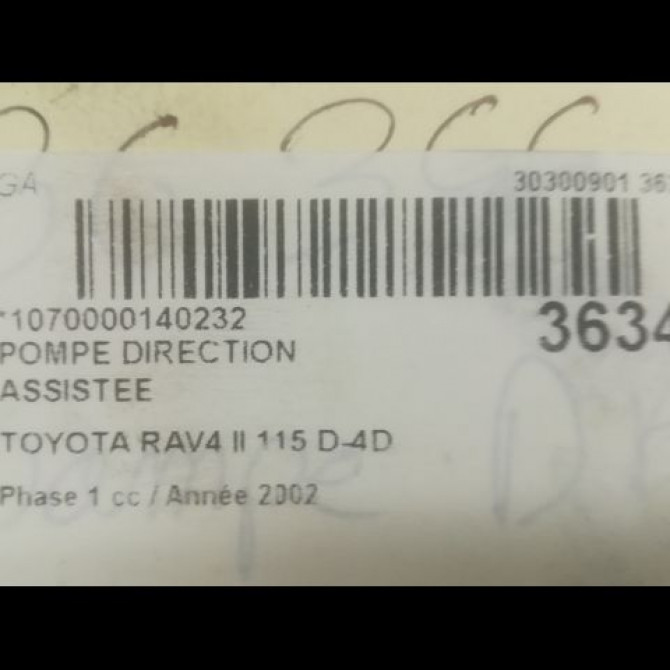 GA 30300901 36
*1070000140232 3634
POMPE DIRECTION
ASSISTEE
TOYOTA RAV4 II 115 D-4D
Phase 1 cc / Année 2002